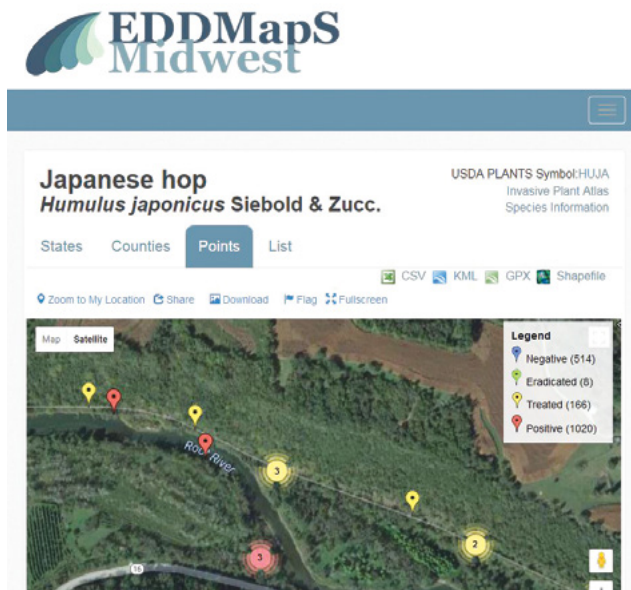 EDDMapS
Midwest
Japanese hop
Humulus japonicus Siebold & Zucc.
USDA PLANTS Symbol:HUJA
Invasive Plant Atlas
Species Information
States Counties Points List
CSV KML GPX Shapefile
Zoom to My Location Share Download Flag Fullscreen
Map Satellite
Legend
Negative (514)
Eradicated (8)
Treated (166)
Positive (1020)
River
3
2
3
16